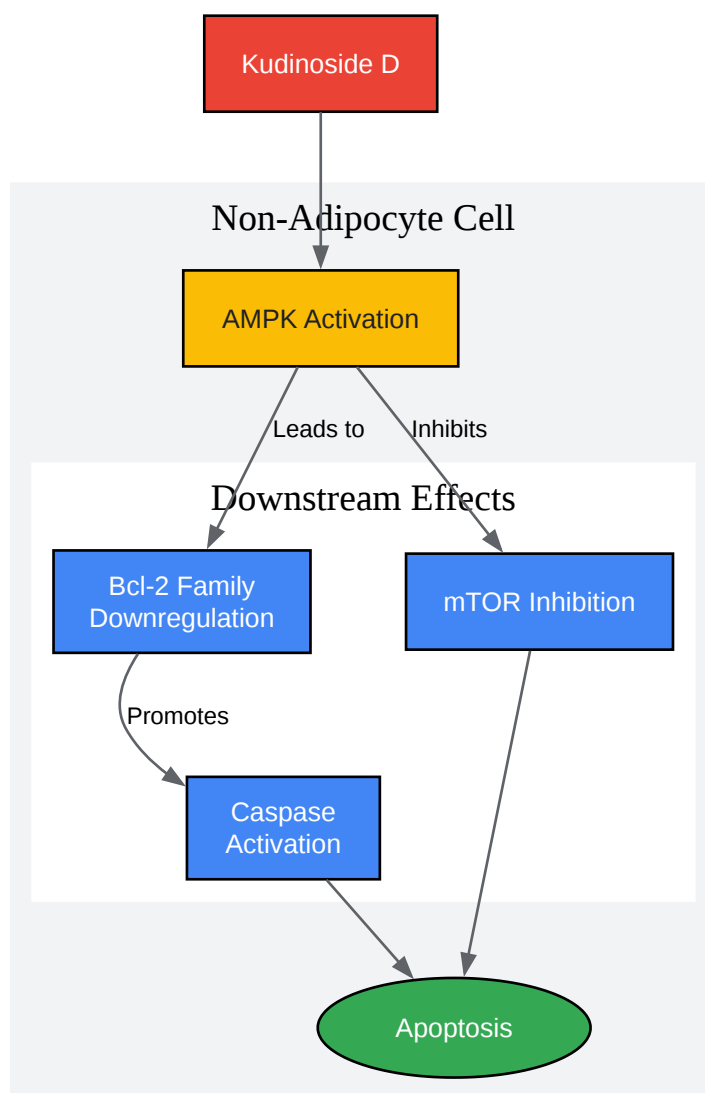 Kudinoside D
Non-Adipocyte Cell
AMPK Activation
Leads to
Inhibits
Downstream Effects
Bcl-2 Family
Downregulation
mTOR Inhibition
Promotes
Caspase
Activation
Apoptosis